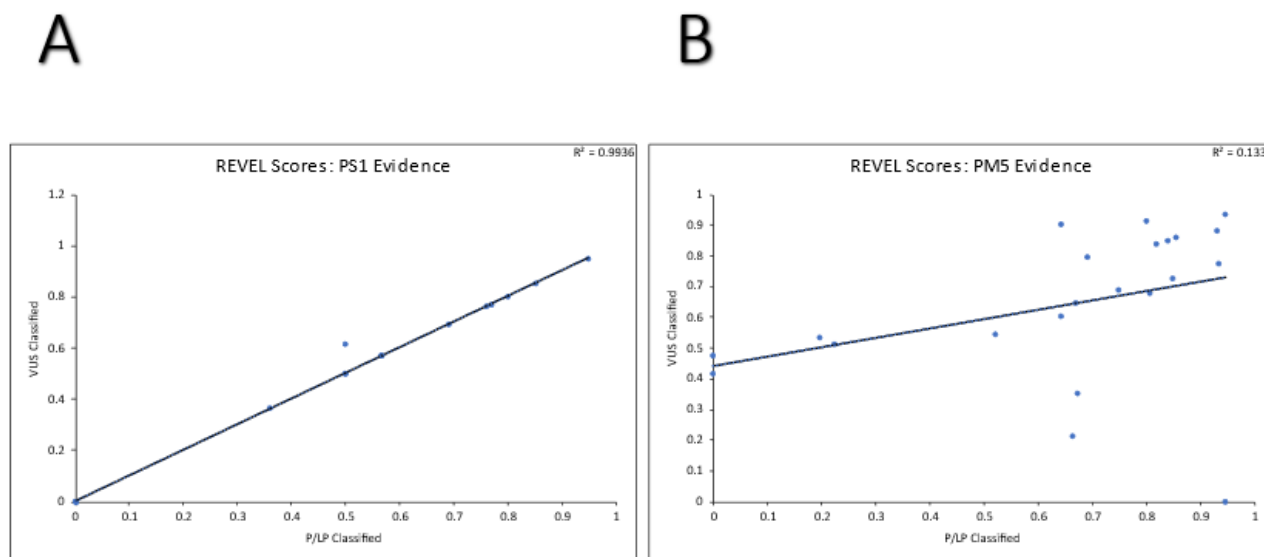 A
B
REVEL Scores: PS1 Evidence
R² = 0.9936
1.2
1
0.8
0.6
0.4
0.2
0
VUS Classified
0 0.1 0.2 0.3 0.4 0.5 0.6 0.7 0.8 0.9 1
P/LP Classified
REVEL Scores: PM5 Evidence
R² = 0.133
1
0.9
0.8
0.7
0.6
0.5
0.4
0.3
0.2
0.1
0
VUS Classified
0 0.1 0.2 0.3 0.4 0.5 0.6 0.7 0.8 0.9 1
P/LP Classified